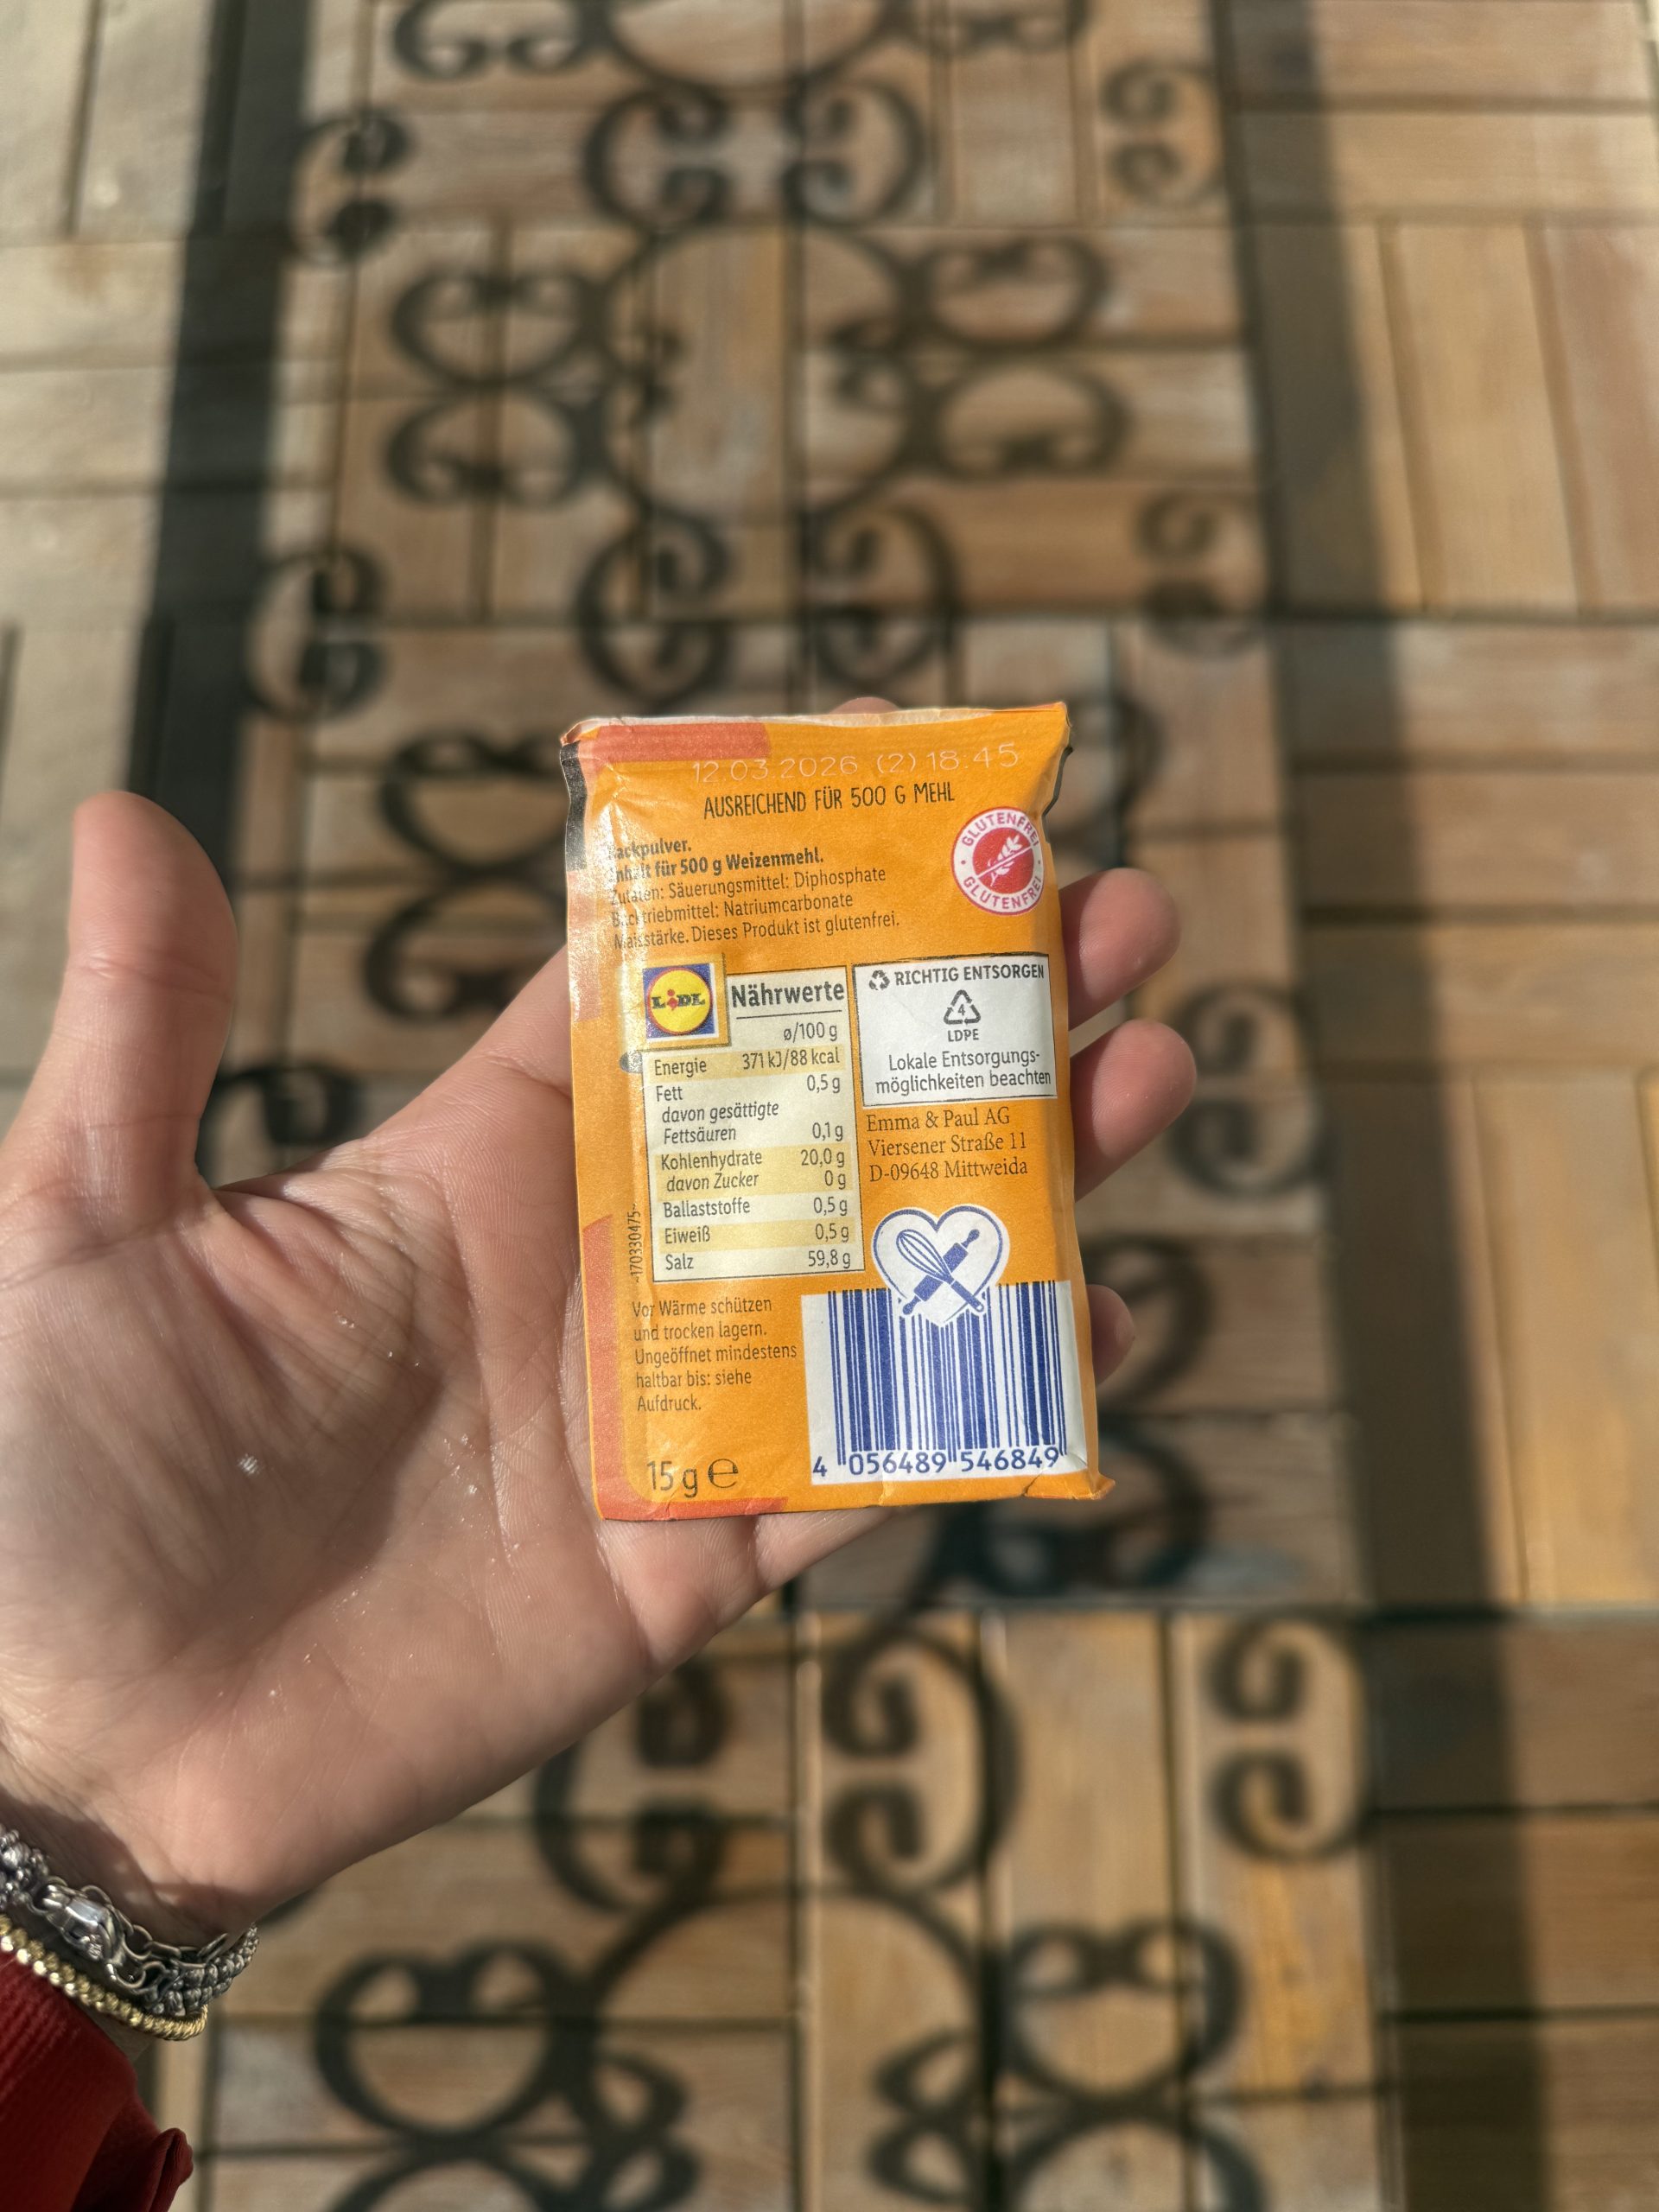 12.03.2026 (2) 18:45
AUSREICHEND FÜR 500 G MEHL
GLUTENFREI · GLUTENFREI
Backpulver.
Inhalt für 500 g Weizenmehl.
Zutaten: Säuerungsmittel: Diphosphate
Backtriebmittel: Natriumcarbonate
Maisstärke. Dieses Produkt ist glutenfrei.
LIDL
Nährwerte
ø/100 g
Energie 371 kJ/88 kcal
Fett 0,5 g
davon gesättigte
Fettsäuren 0,1 g
Kohlenhydrate 20,0 g
davon Zucker 0 g
Ballaststoffe 0,5 g
Eiweiß 0,5 g
Salz 59,8 g
RICHTIG ENTSORGEN
4
LDPE
Lokale Entsorgungs-
möglichkeiten beachten
Emma & Paul AG
Viersener Straße 11
D-09648 Mittweida
-170330475-
Vor Wärme schützen
und trocken lagern.
Ungeöffnet mindestens
haltbar bis: siehe
Aufdruck.
15 g e
4 056489 546849